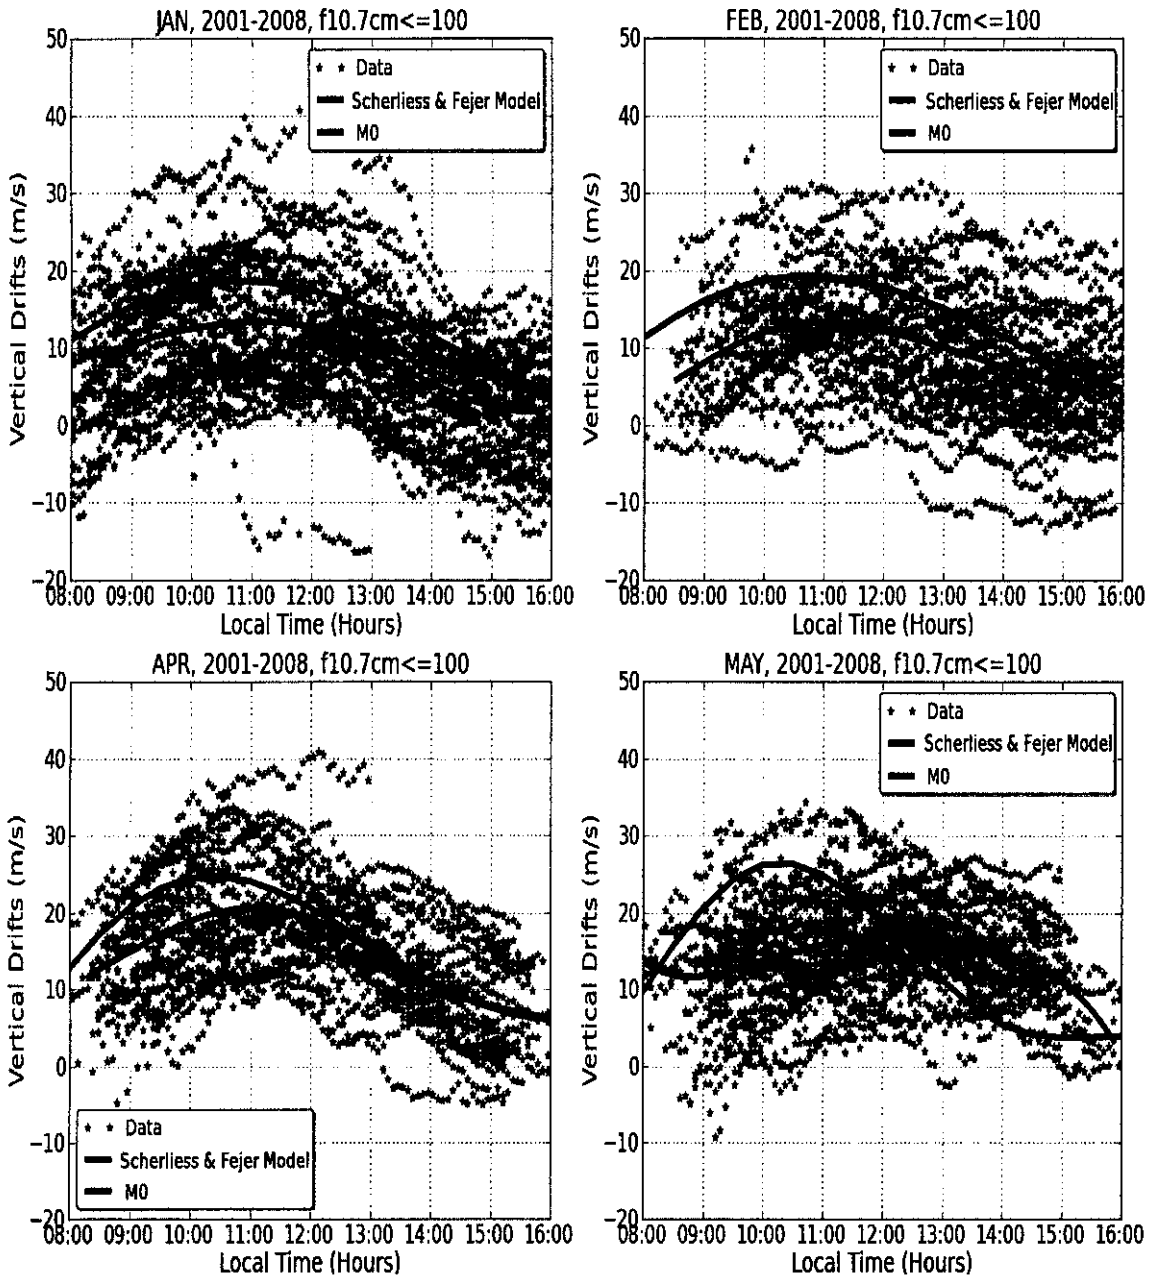 JAN, 2001-2008, f10.7cm<=100
50
40
30
20
10
0
−10
−20
Vertical Drifts (m/s)
Data
Scherliess & Fejer Model
M0
08:00 09:00 10:00 11:00 12:00 13:00 14:00 15:00 16:00
Local Time (Hours)
FEB, 2001-2008, f10.7cm<=100
50
40
30
20
10
0
−10
−20
Vertical Drifts (m/s)
Data
Scherliess & Fejer Model
M0
08:00 09:00 10:00 11:00 12:00 13:00 14:00 15:00 16:00
Local Time (Hours)
APR, 2001-2008, f10.7cm<=100
50
40
30
20
10
0
−10
−20
Vertical Drifts (m/s)
Data
Scherliess & Fejer Model
M0
08:00 09:00 10:00 11:00 12:00 13:00 14:00 15:00 16:00
Local Time (Hours)
MAY, 2001-2008, f10.7cm<=100
50
40
30
20
10
0
−10
−20
Vertical Drifts (m/s)
Data
Scherliess & Fejer Model
M0
08:00 09:00 10:00 11:00 12:00 13:00 14:00 15:00 16:00
Local Time (Hours)